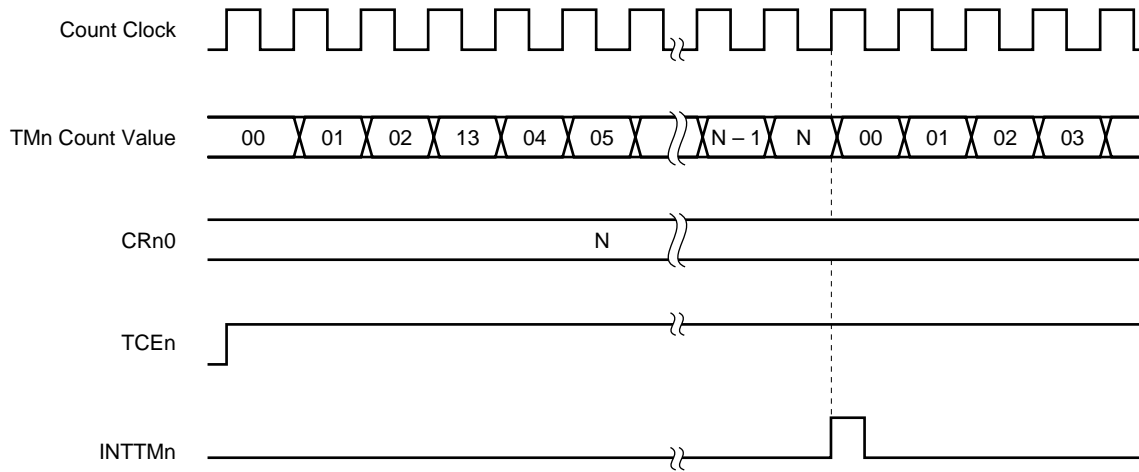 Count Clock
TMn Count Value 00 01 02 13 04 05 N – 1 N 00 01 02 03
CRn0 N
TCEn
INTTMn